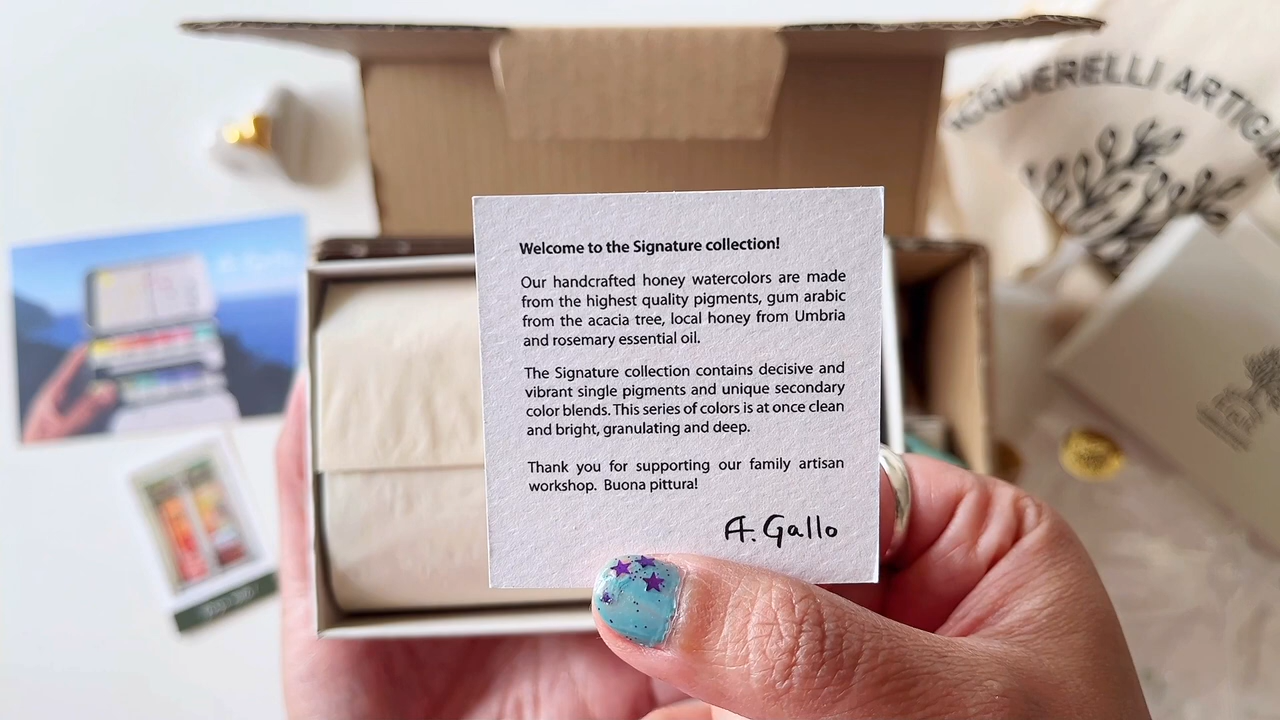 ACQUERELLI ARTIGIA
Welcome to the Signature collection!
Our handcrafted honey watercolors are made
from the highest quality pigments, gum arabic
from the acacia tree, local honey from Umbria
and rosemary essential oil.
The Signature collection contains decisive and
vibrant single pigments and unique secondary
color blends. This series of colors is at once clean
and bright, granulating and deep.
Thank you for supporting our family artisan
workshop. Buona pittura!
A. Gallo